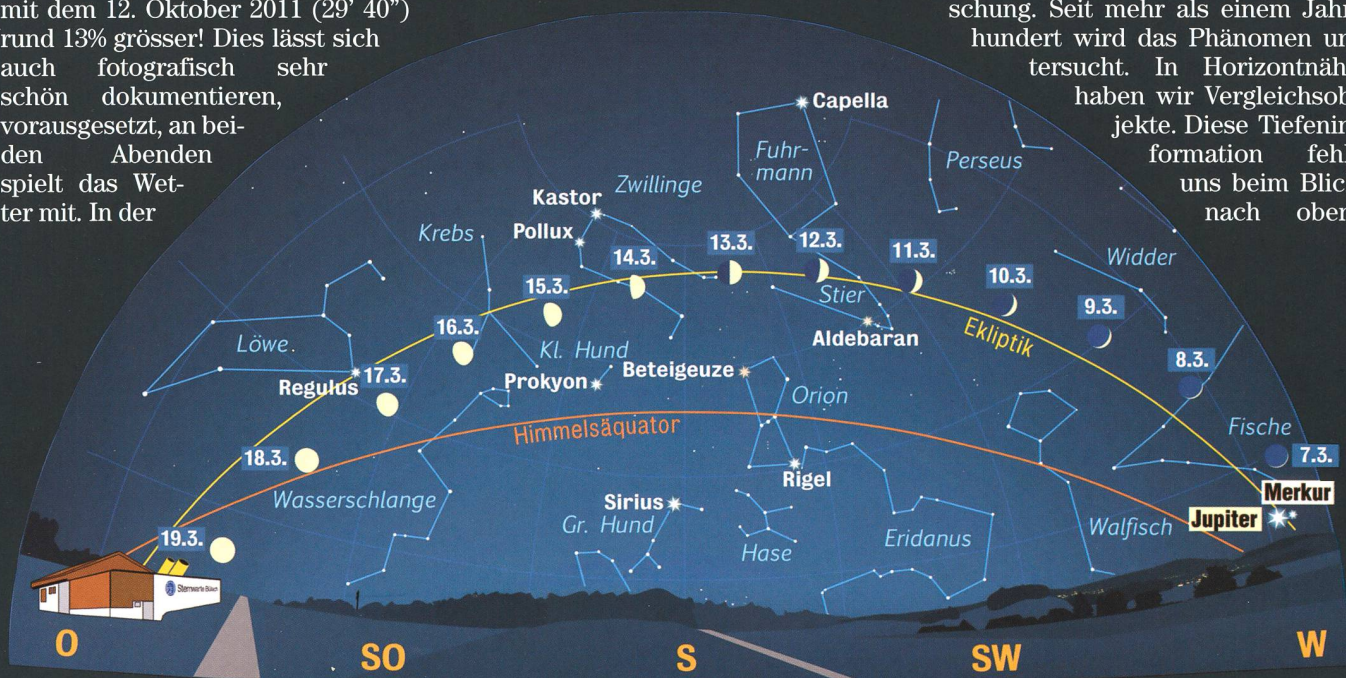 mit dem 12. Oktober 2011 (29’ 40”)
rund 13% grösser! Dies lässt sich
auch fotografisch sehr
schön dokumentieren,
vorausgesetzt, an bei-
den Abenden
spielt das Wet-
ter mit. In der
schung. Seit mehr als einem Jahr
hundert wird das Phänomen un
tersucht. In Horizontnäh
haben wir Vergleichsob
jekte. Diese Tiefenin
formation fehl
uns beim Blic
nach oben
Capella
Fuhr-
mann
Perseus
Zwillinge
Kastor
Pollux
Krebs
14.3.
13.3.
12.3.
11.3.
10.3.
9.3.
8.3.
Widder
15.3.
16.3.
Stier
Aldebaran
Ekliptik
Löwe
Regulus
17.3.
Kl. Hund
Prokyon
Beteigeuze
Orion
Himmelsäquator
Fische
7.3.
18.3.
Wasserschlange
Rigel
Sirius
Gr. Hund
Hase
Eridanus
Walfisch
Merkur
Jupiter
19.3.
Sternwarte Bülach
O
SO
S
SW
W